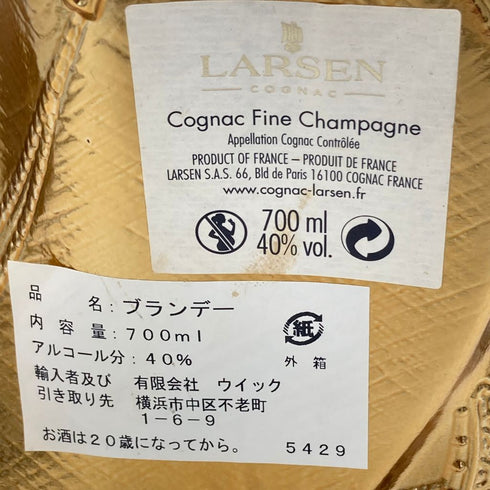 LARSEN
COGNAC
Cognac Fine Champagne
Appellation Cognac Contrôlée
PRODUCT OF FRANCE – PRODUIT DE FRANCE
LARSEN S.A.S. 66, Bld de Paris 16100 COGNAC FRANCE
www.cognac-larsen.fr
700 ml
40% vol.
品名:ブランデー
内容量:700ml
アルコール分:40%
紙
外箱
輸入者及び 有限会社 ウイック
引き取り先 横浜市中区不老町
1-6-9
お酒は20歳になってから。 5429